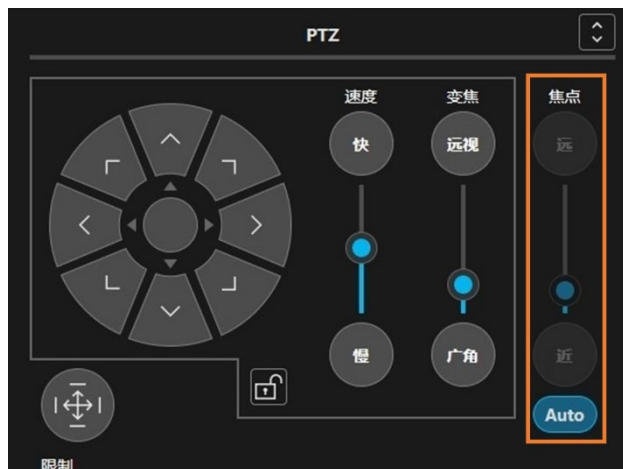 PTZ
速度 变焦 焦点
快 远视 远
慢 广角 近
Auto
限制